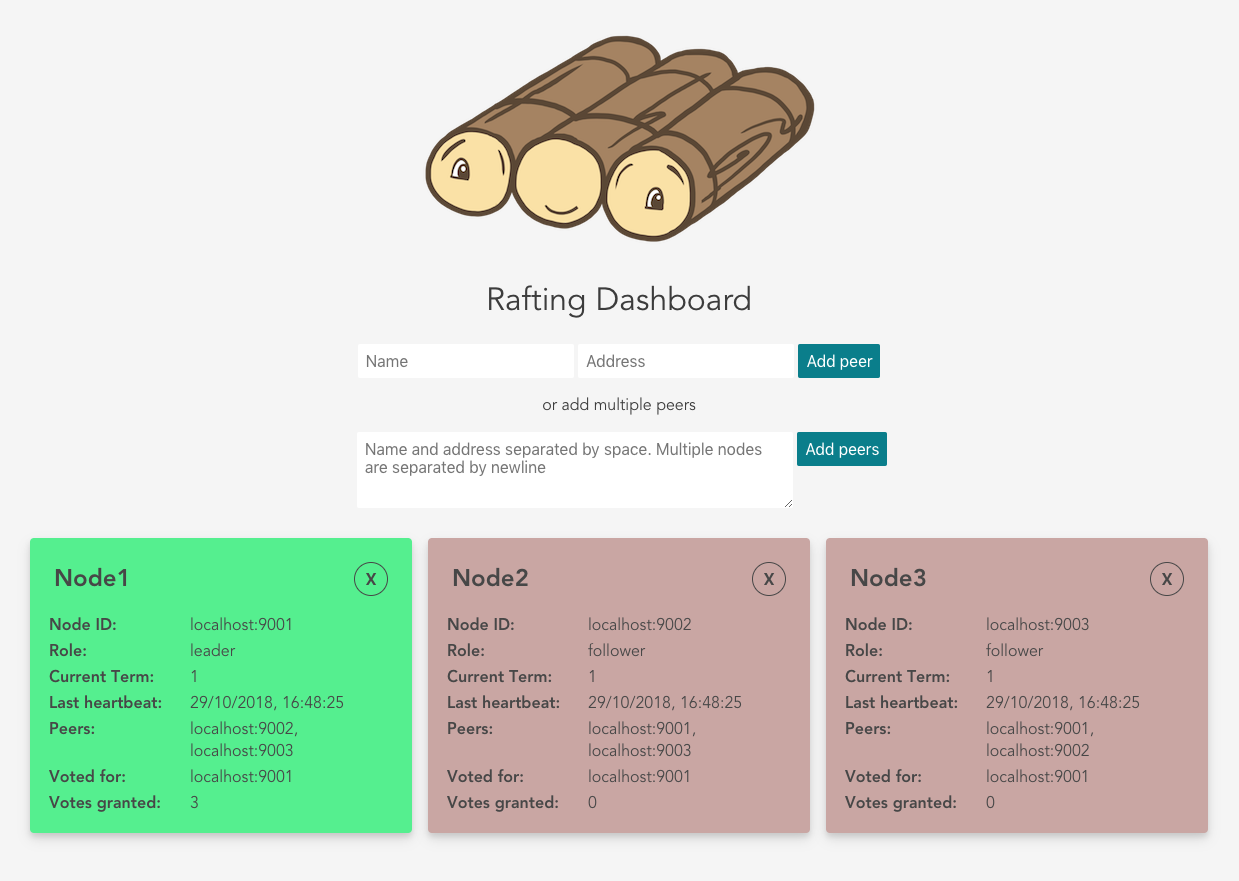 Rafting Dashboard
Name Address Add peer
or add multiple peers
Name and address separated by space. Multiple nodes Add peers
are separated by newline
Node1 X
Node ID: localhost:9001
Role: leader
Current Term: 1
Last heartbeat: 29/10/2018, 16:48:25
Peers: localhost:9002,
localhost:9003
Voted for: localhost:9001
Votes granted: 3
Node2 X
Node ID: localhost:9002
Role: follower
Current Term: 1
Last heartbeat: 29/10/2018, 16:48:25
Peers: localhost:9001,
localhost:9003
Voted for: localhost:9001
Votes granted: 0
Node3 X
Node ID: localhost:9003
Role: follower
Current Term: 1
Last heartbeat: 29/10/2018, 16:48:25
Peers: localhost:9001,
localhost:9002
Voted for: localhost:9001
Votes granted: 0